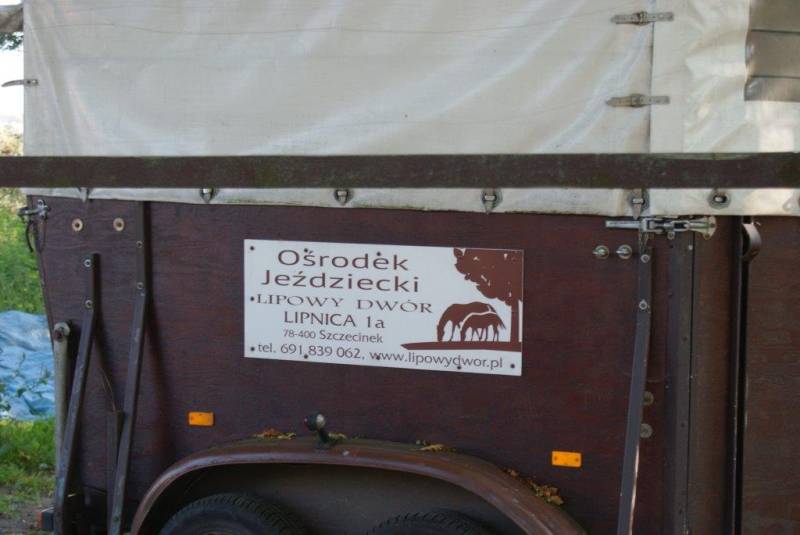 Ośrodek
Jeździecki
LIPOWY DWÓR
LIPNICA 1a
78-400 Szczecinek
tel. 691 839 062, www.lipowydwor.pl